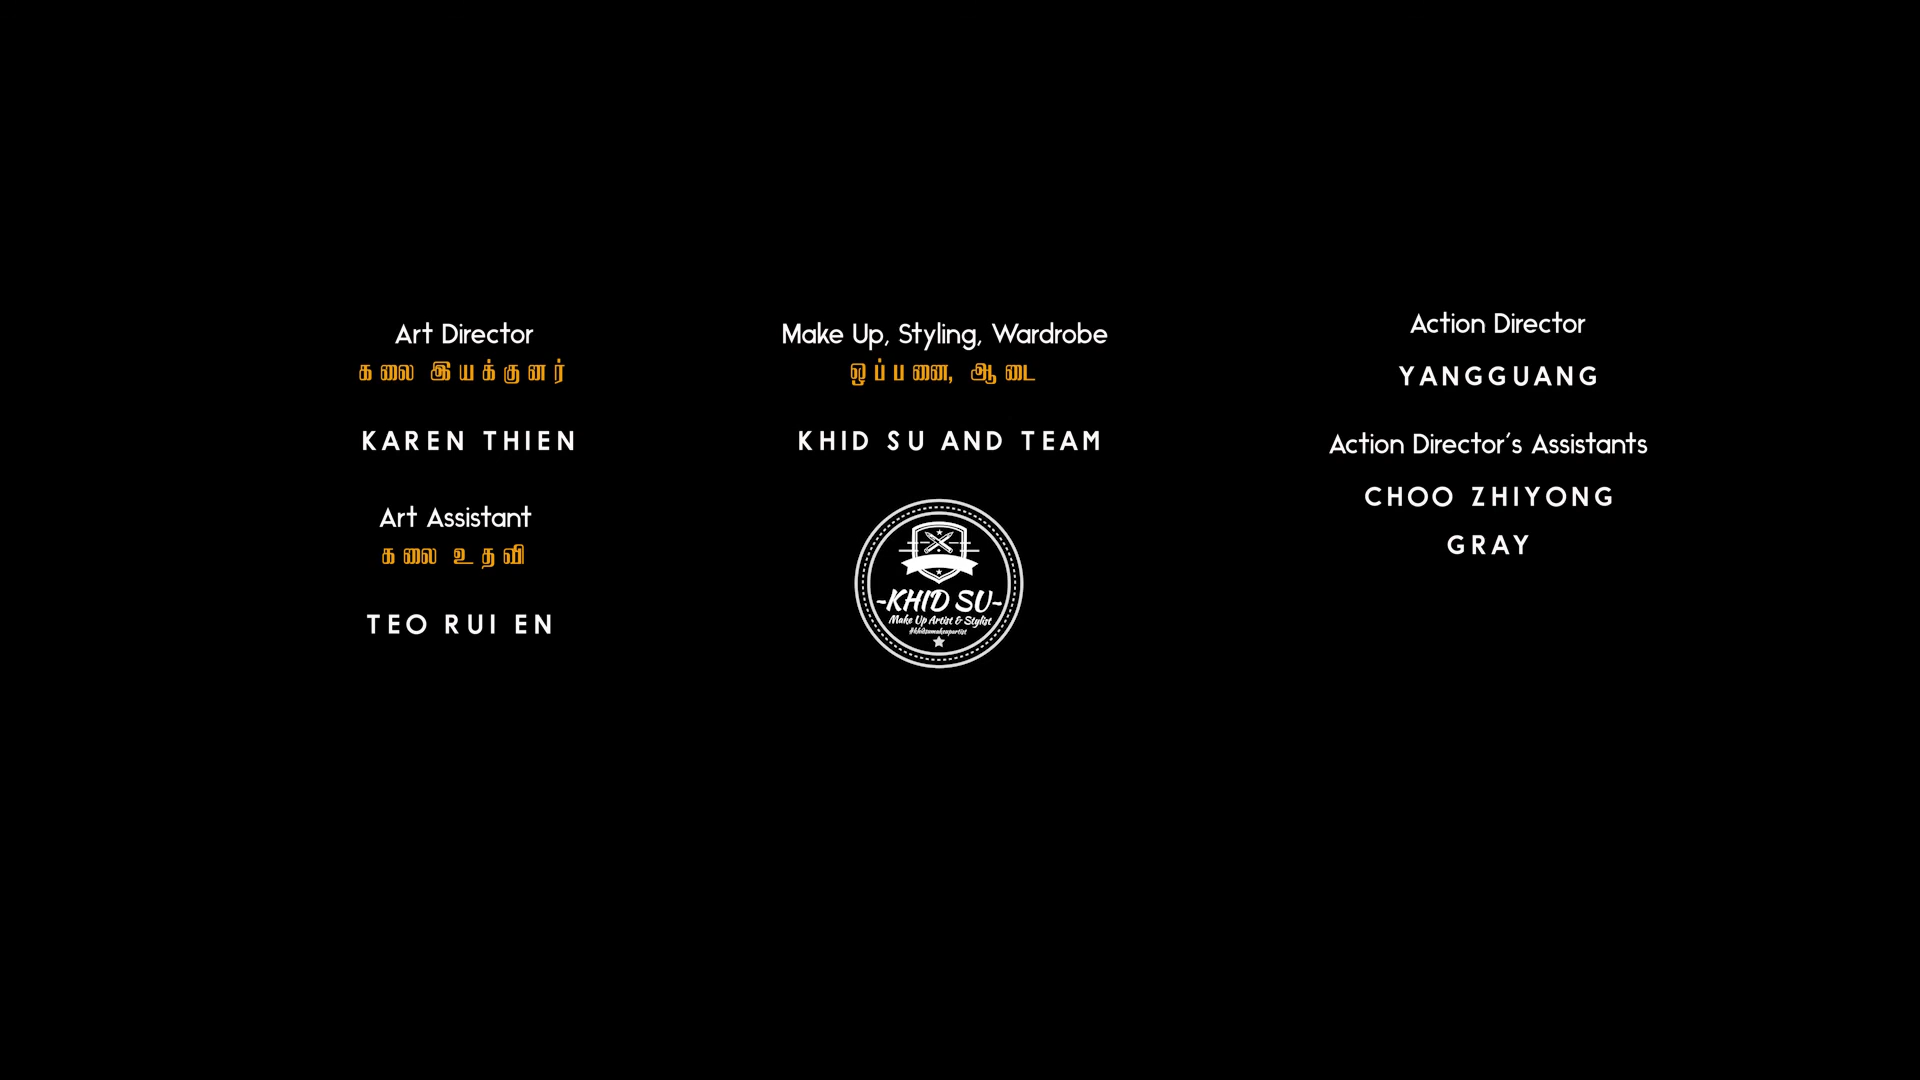 Art Director
கலை இயக்குனர்
KAREN THIEN
Art Assistant
கலை உதவி
TEO RUI EN
Make Up, Styling, Wardrobe
ஒப்பனை, ஆடை
KHID SU AND TEAM
-KHID SU-
Make Up Artist & Stylist
#khidsumakeupartist
Action Director
YANGGUANG
Action Director's Assistants
CHOO ZHIYONG
GRAY